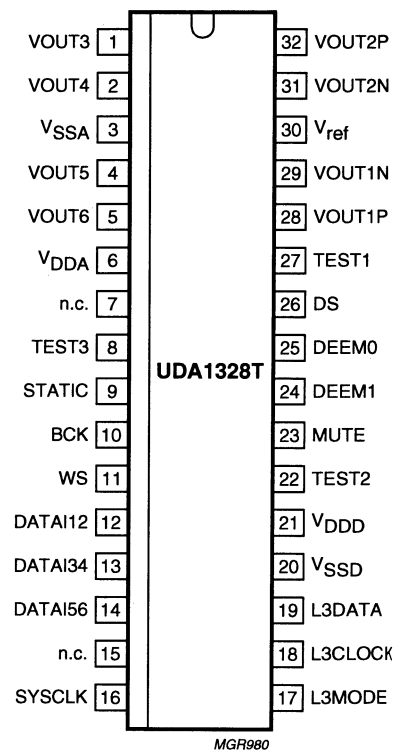 VOUT3 1 32 VOUT2P
VOUT4 2 31 VOUT2N
VSSA 3 30 Vref
VOUT5 4 29 VOUT1N
VOUT6 5 28 VOUT1P
VDDA 6 27 TEST1
n.c. 7 26 DS
TEST3 8 25 DEEM0
UDA1328T
STATIC 9 24 DEEM1
BCK 10 23 MUTE
WS 11 22 TEST2
DATAI12 12 21 VDDD
DATAI34 13 20 VSSD
DATAI56 14 19 L3DATA
n.c. 15 18 L3CLOCK
SYSCLK 16 17 L3MODE
MGR980